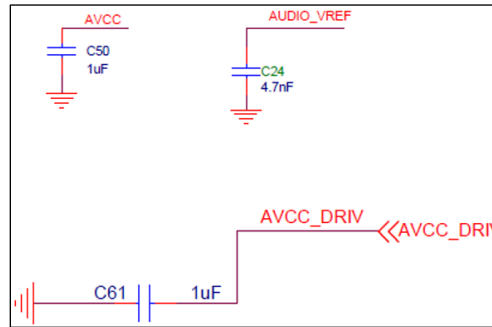 AVCC
AUDIO_VREF
C50
1uF
C24
4.7nF
AVCC_DRIV
AVCC_DRIV
C61
1uF